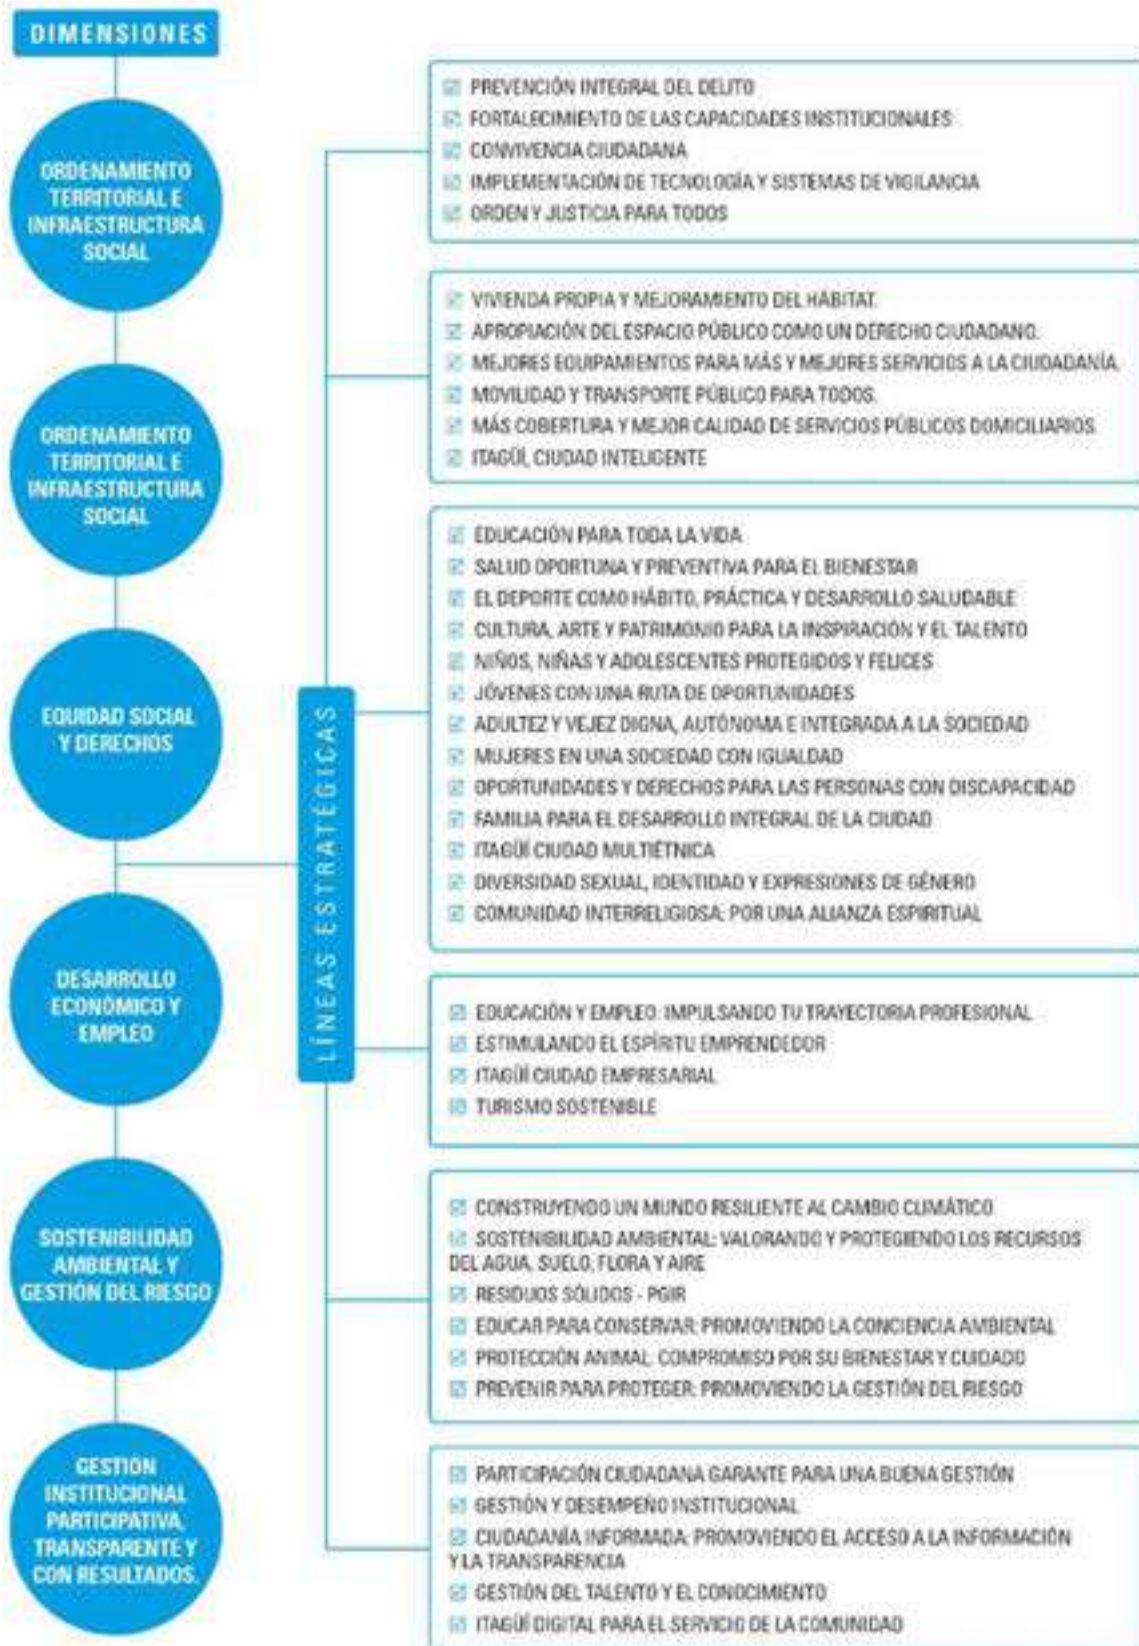 DIMENSIONES
ORDENAMIENTO
TERRITORIAL E
INFRAESTRUCTURA
SOCIAL
ORDENAMIENTO
TERRITORIAL E
INFRAESTRUCTURA
SOCIAL
EQUIDAD SOCIAL
Y DERECHOS
DESARROLLO
ECONÓMICO Y
EMPLEO
SOSTENIBILIDAD
AMBIENTAL Y
GESTIÓN DEL RIESGO
GESTIÓN
INSTITUCIONAL
PARTICIPATIVA,
TRANSPARENTE Y
CON RESULTADOS.
LÍNEAS ESTRATÉGICAS
PREVENCIÓN INTEGRAL DEL DELITO
FORTALECIMIENTO DE LAS CAPACIDADES INSTITUCIONALES
CONVIVENCIA CIUDADANA
IMPLEMENTACIÓN DE TECNOLOGÍA Y SISTEMAS DE VIGILANCIA
ORDEN Y JUSTICIA PARA TODOS
VIVIENDA PROPIA Y MEJORAMIENTO DEL HÁBITAT.
APROPIACIÓN DEL ESPACIO PÚBLICO COMO UN DERECHO CIUDADANO.
MEJORES EQUIPAMIENTOS PARA MÁS Y MEJORES SERVICIOS A LA CIUDADANÍA.
MOVILIDAD Y TRANSPORTE PÚBLICO PARA TODOS.
MÁS COBERTURA Y MEJOR CALIDAD DE SERVICIOS PÚBLICOS DOMICILIARIOS.
ITAGÜÍ, CIUDAD INTELIGENTE
EDUCACIÓN PARA TODA LA VIDA
SALUD OPORTUNA Y PREVENTIVA PARA EL BIENESTAR
EL DEPORTE COMO HÁBITO, PRÁCTICA Y DESARROLLO SALUDABLE
CULTURA, ARTE Y PATRIMONIO PARA LA INSPIRACIÓN Y EL TALENTO
NIÑOS, NIÑAS Y ADOLESCENTES PROTEGIDOS Y FELICES
JÓVENES CON UNA RUTA DE OPORTUNIDADES
ADULTEZ Y VEJEZ DIGNA, AUTÓNOMA E INTEGRADA A LA SOCIEDAD
MUJERES EN UNA SOCIEDAD CON IGUALDAD
OPORTUNIDADES Y DERECHOS PARA LAS PERSONAS CON DISCAPACIDAD
FAMILIA PARA EL DESARROLLO INTEGRAL DE LA CIUDAD
ITAGÜÍ CIUDAD MULTIÉTNICA
DIVERSIDAD SEXUAL, IDENTIDAD Y EXPRESIONES DE GÉNERO
COMUNIDAD INTERRELIGIOSA: POR UNA ALIANZA ESPIRITUAL
EDUCACIÓN Y EMPLEO: IMPULSANDO TU TRAYECTORIA PROFESIONAL
ESTIMULANDO EL ESPÍRITU EMPRENDEDOR
ITAGÜÍ CIUDAD EMPRESARIAL
TURISMO SOSTENIBLE
CONSTRUYENDO UN MUNDO RESILIENTE AL CAMBIO CLIMÁTICO
SOSTENIBILIDAD AMBIENTAL: VALORANDO Y PROTEGIENDO LOS RECURSOS
DEL AGUA, SUELO, FLORA Y AIRE
RESIDUOS SÓLIDOS - PGIR
EDUCAR PARA CONSERVAR: PROMOVIENDO LA CONCIENCIA AMBIENTAL
PROTECCIÓN ANIMAL: COMPROMISO POR SU BIENESTAR Y CUIDADO
PREVENIR PARA PROTEGER: PROMOVIENDO LA GESTIÓN DEL RIESGO
PARTICIPACIÓN CIUDADANA GARANTE PARA UNA BUENA GESTIÓN
GESTIÓN Y DESEMPEÑO INSTITUCIONAL
CIUDADANÍA INFORMADA: PROMOVIENDO EL ACCESO A LA INFORMACIÓN
Y LA TRANSPARENCIA
GESTIÓN DEL TALENTO Y EL CONOCIMIENTO
ITAGÜÍ DIGITAL PARA EL SERVICIO DE LA COMUNIDAD